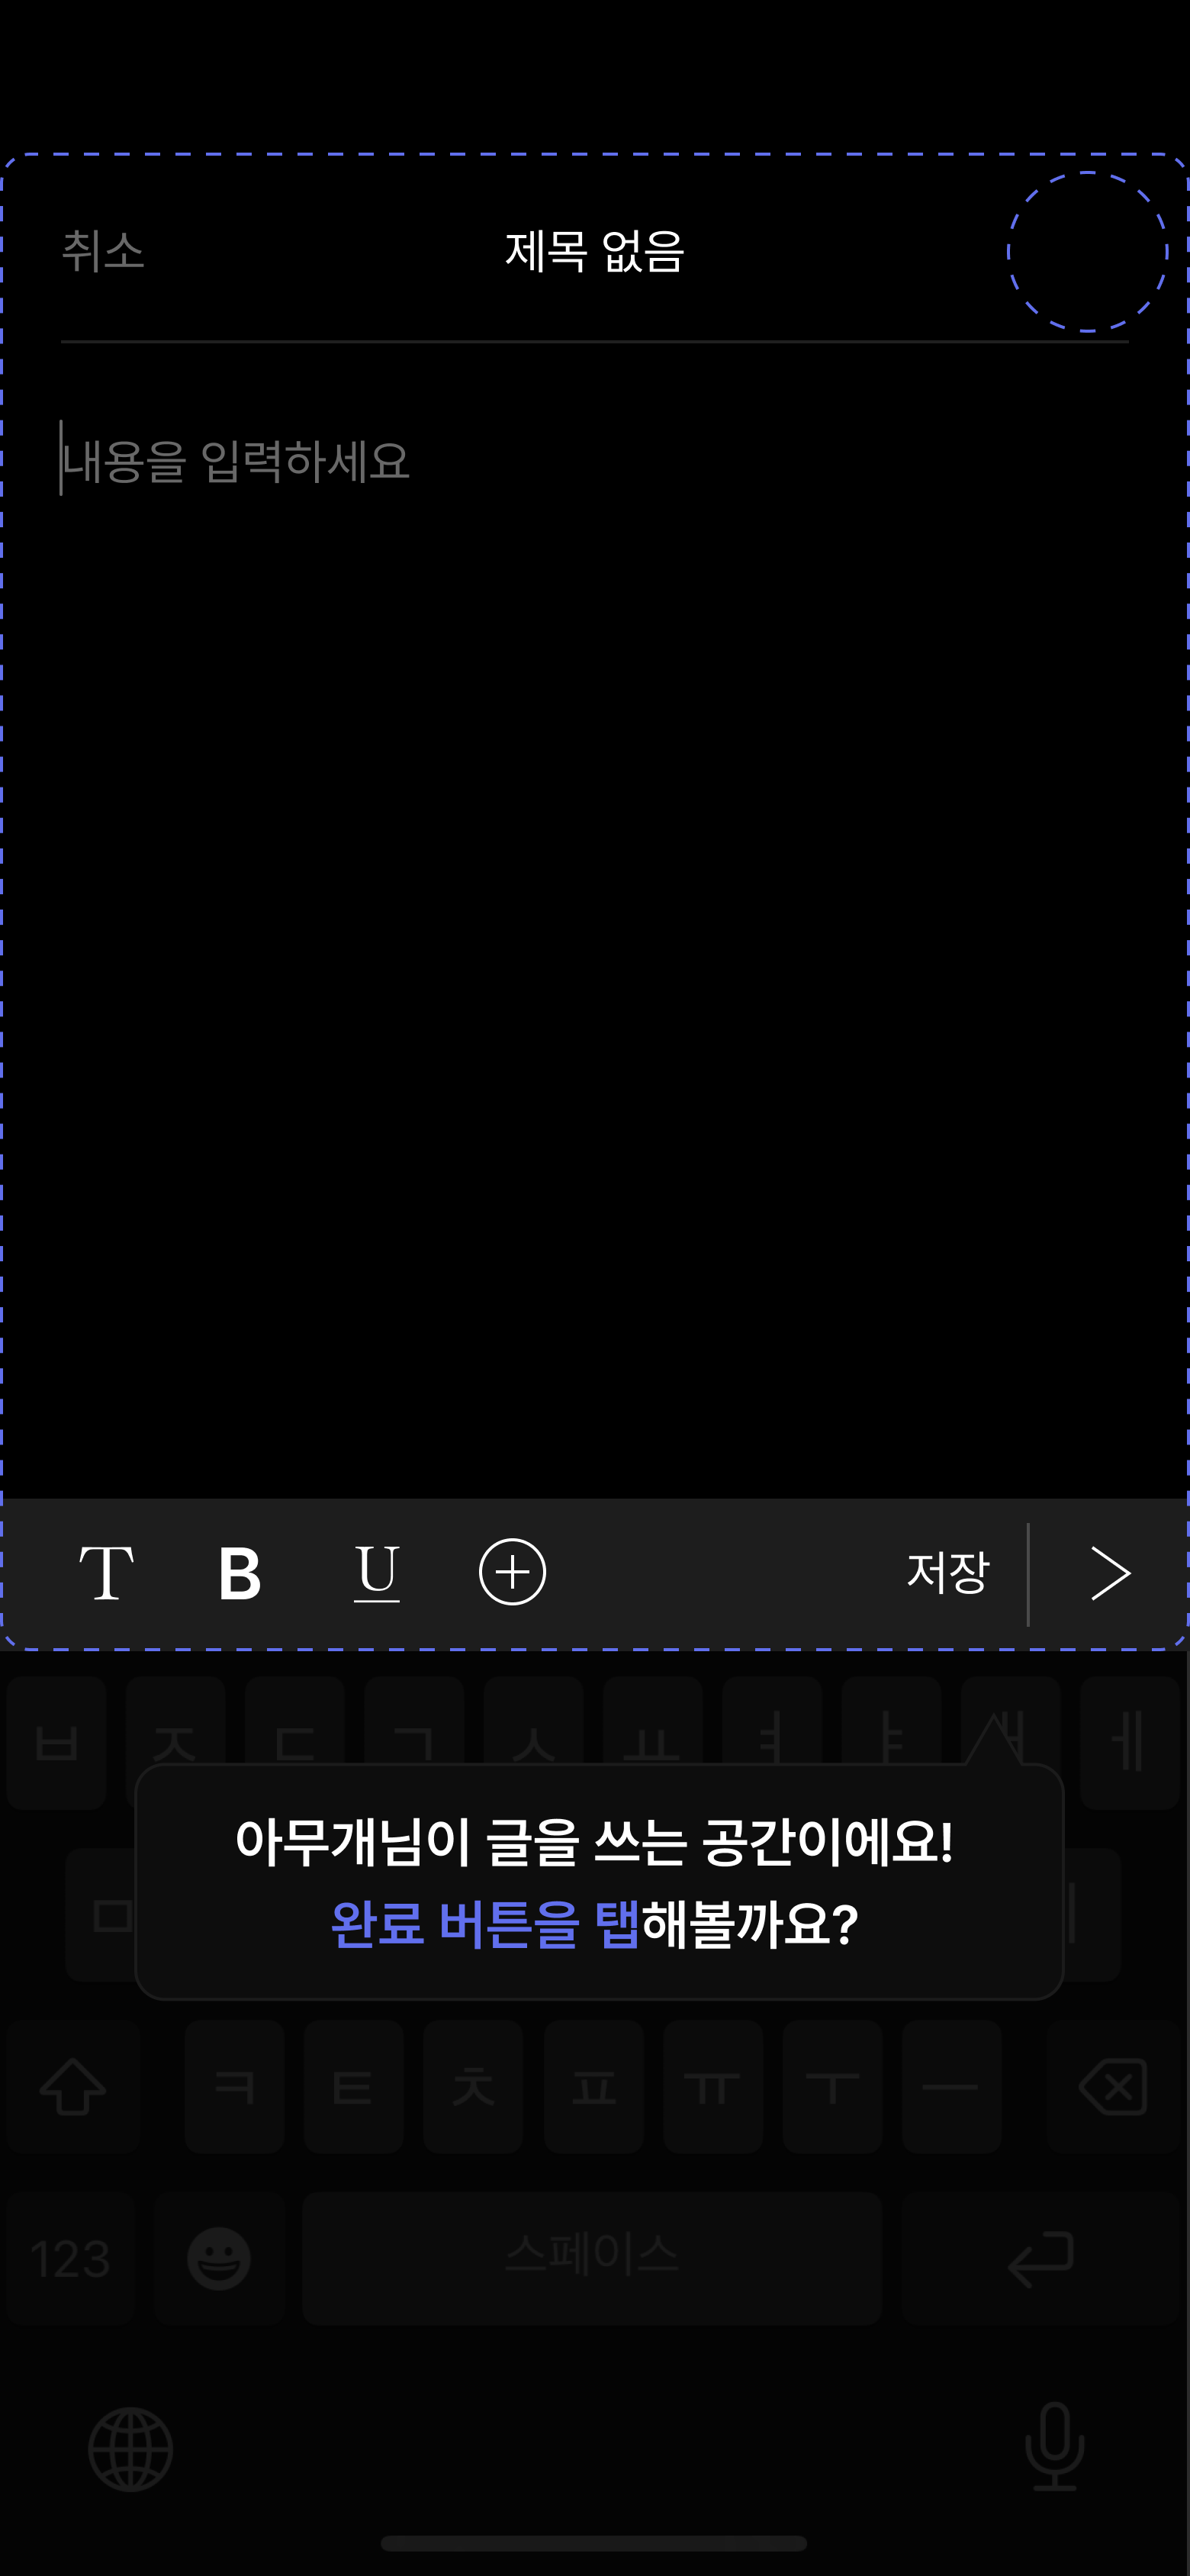 취소
제목 없음
내용을 입력하세요
T B U 저장
ㅂ ㅈ ㄷ ㄱ ㅅ ㅛ ㅕ ㅑ ㅐ ㅔ
아무개님이 글을 쓰는 공간이에요!
완료 버튼을 탭해볼까요?
ㅁ ㅣ
ㅋ ㅌ ㅊ ㅍ ㅠ ㅜ ㅡ
123 스페이스